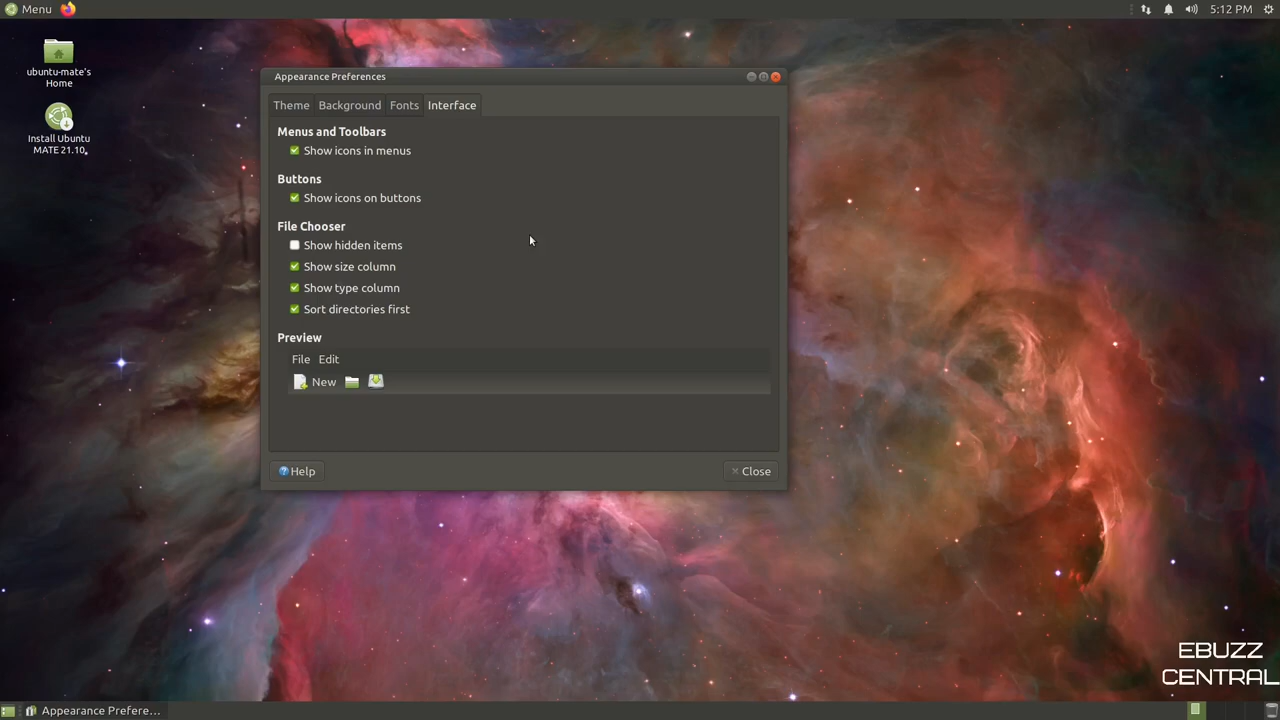 Menu
5:12 PM
ubuntu-mate's
Home
Install Ubuntu
MATE 21.10
Appearance Preferences
Theme
Background
Fonts
Interface
Menus and Toolbars
Show icons in menus
Buttons
Show icons on buttons
File Chooser
Show hidden items
Show size column
Show type column
Sort directories first
Preview
File
Edit
New
Help
Close
EBUZZ
CENTRAL
Appearance Prefere...